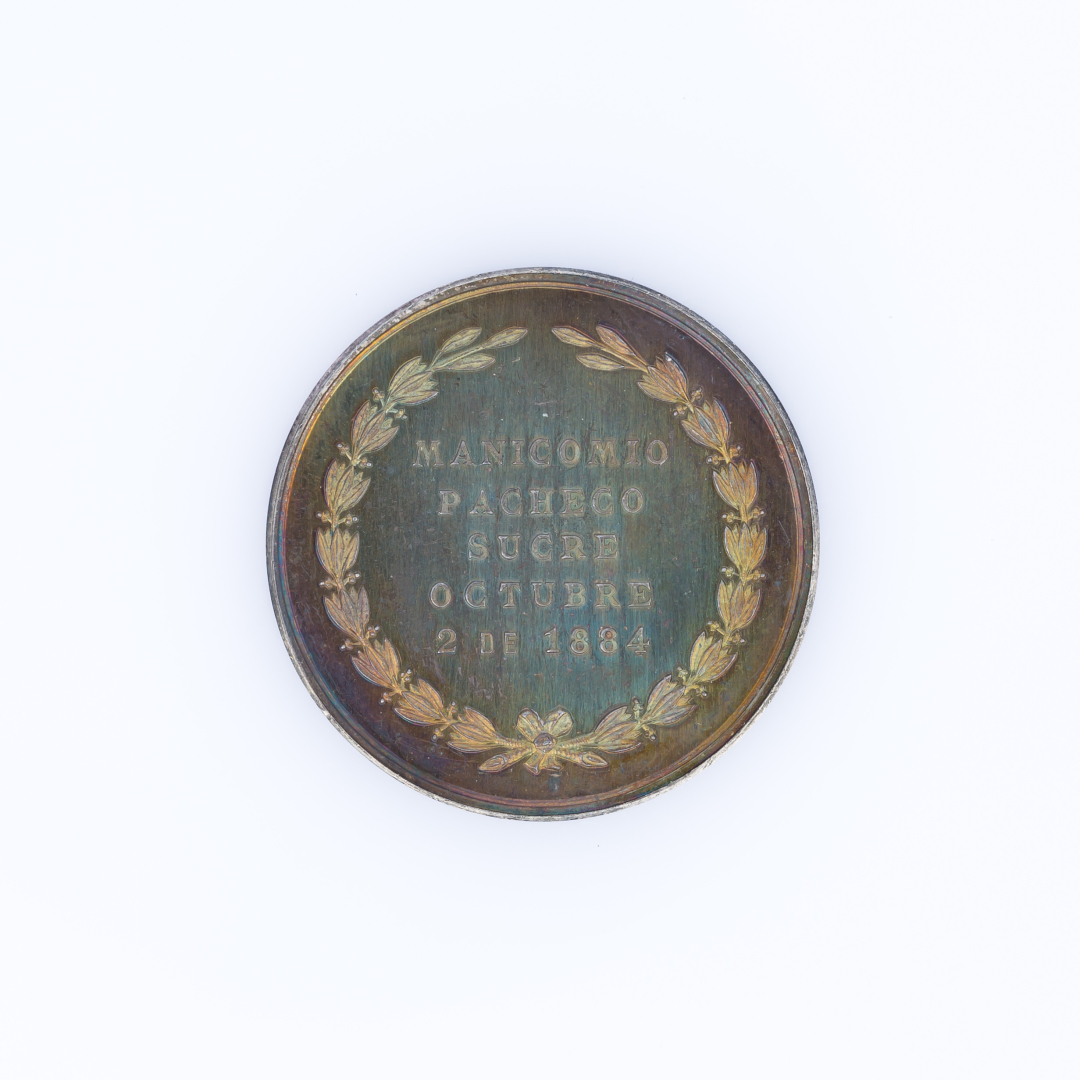 MANICOMIO
PACHECO
SUCRE
OCTUBRE
2 DE 1884